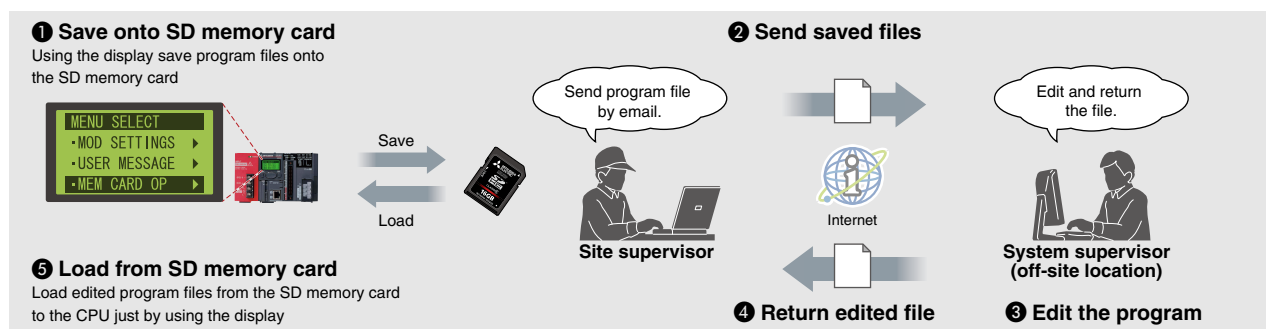 ❶ Save onto SD memory card
Using the display save program files onto
the SD memory card
MENU SELECT
・MOD SETTINGS ▶
・USER MESSAGE ▶
・MEM CARD OP ▶
Save
Load
16GB
❺ Load from SD memory card
Load edited program files from the SD memory card
to the CPU just by using the display
Send program file
by email.
Site supervisor
❷ Send saved files
Internet
❹ Return edited file
Edit and return
the file.
System supervisor
(off-site location)
❸ Edit the program